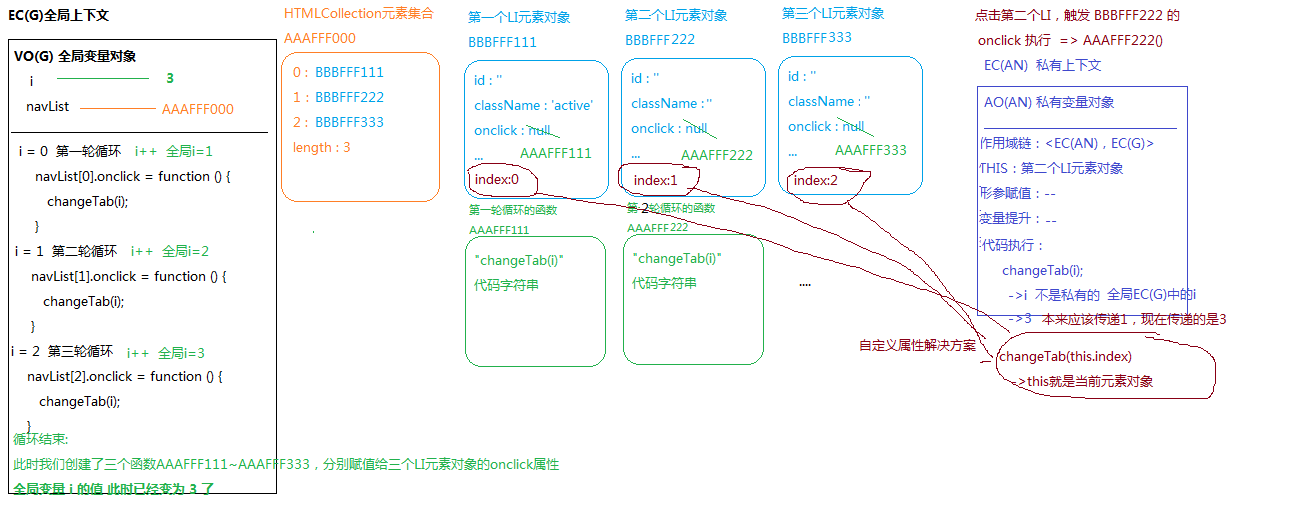 EC(G)全局上下文
VO(G) 全局变量对象
i 3
navList AAAFFF000
i = 0 第一轮循环 i++ 全局i=1
navList[0].onclick = function () {
changeTab(i);
}
i = 1 第二轮循环 i++ 全局i=2
navList[1].onclick = function () {
changeTab(i);
}
i = 2 第三轮循环 i++ 全局i=3
navList[2].onclick = function () {
changeTab(i);
}
循环结束:
此时我们创建了三个函数AAAFFF111~AAAFFF333，分别赋值给三个LI元素对象的onclick属性
全局变量 i 的值 此时已经变为 3 了
HTMLCollection元素集合
AAAFFF000
0 : BBBFFF111
1 : BBBFFF222
2 : BBBFFF333
length : 3
第一个LI元素对象
BBBFFF111
id : ''
className : 'active'
onclick : null
AAAFFF111
...
index:0
第一轮循环的函数
AAAFFF111
"changeTab(i)"
代码字符串
第二个LI元素对象
BBBFFF222
id : ''
className : ''
onclick : null
AAAFFF222
...
index:1
第2轮循环的函数
AAAFFF222
"changeTab(i)"
代码字符串
第三个LI元素对象
BBBFFF333
id : ''
className : ''
onclick : null
AAAFFF333
...
index:2
....
点击第二个LI，触发 BBBFFF222 的
onclick 执行 => AAAFFF222()
EC(AN) 私有上下文
AO(AN) 私有变量对象
作用域链：<EC(AN)，EC(G)>
THIS：第二个LI元素对象
形参赋值：--
变量提升：--
代码执行：
changeTab(i);
->i 不是私有的 全局EC(G)中的i
->3 本来应该传递1，现在传递的是3
自定义属性解决方案
changeTab(this.index)
->this就是当前元素对象